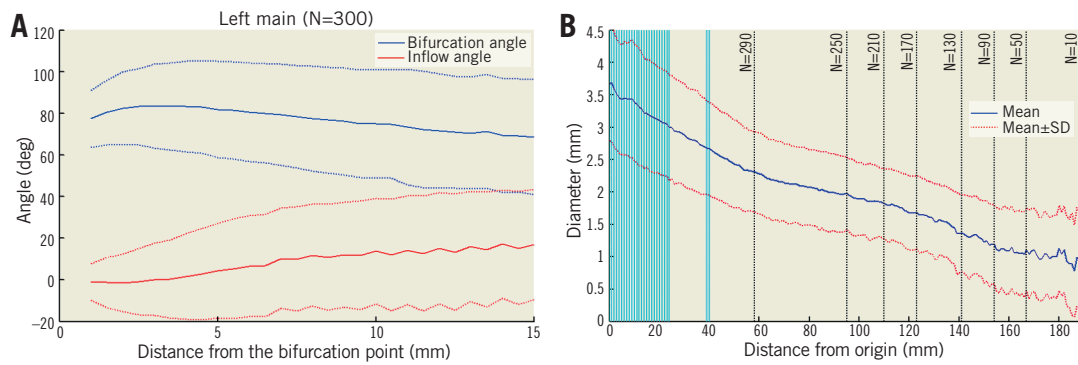 A
Left main (N=300)
120
100
80
60
40
20
0
−20
Angle (deg)
Bifurcation angle
Inflow angle
0
5
10
15
Distance from the bifurcation point (mm)
B
4.5
4
3.5
3
2.5
2
1.5
1
0.5
0
Diameter (mm)
N=290
N=250
N=210
N=170
N=130
N=90
N=50
N=10
Mean
Mean±SD
0
20
40
60
80
100
120
140
160
180
Distance from origin (mm)